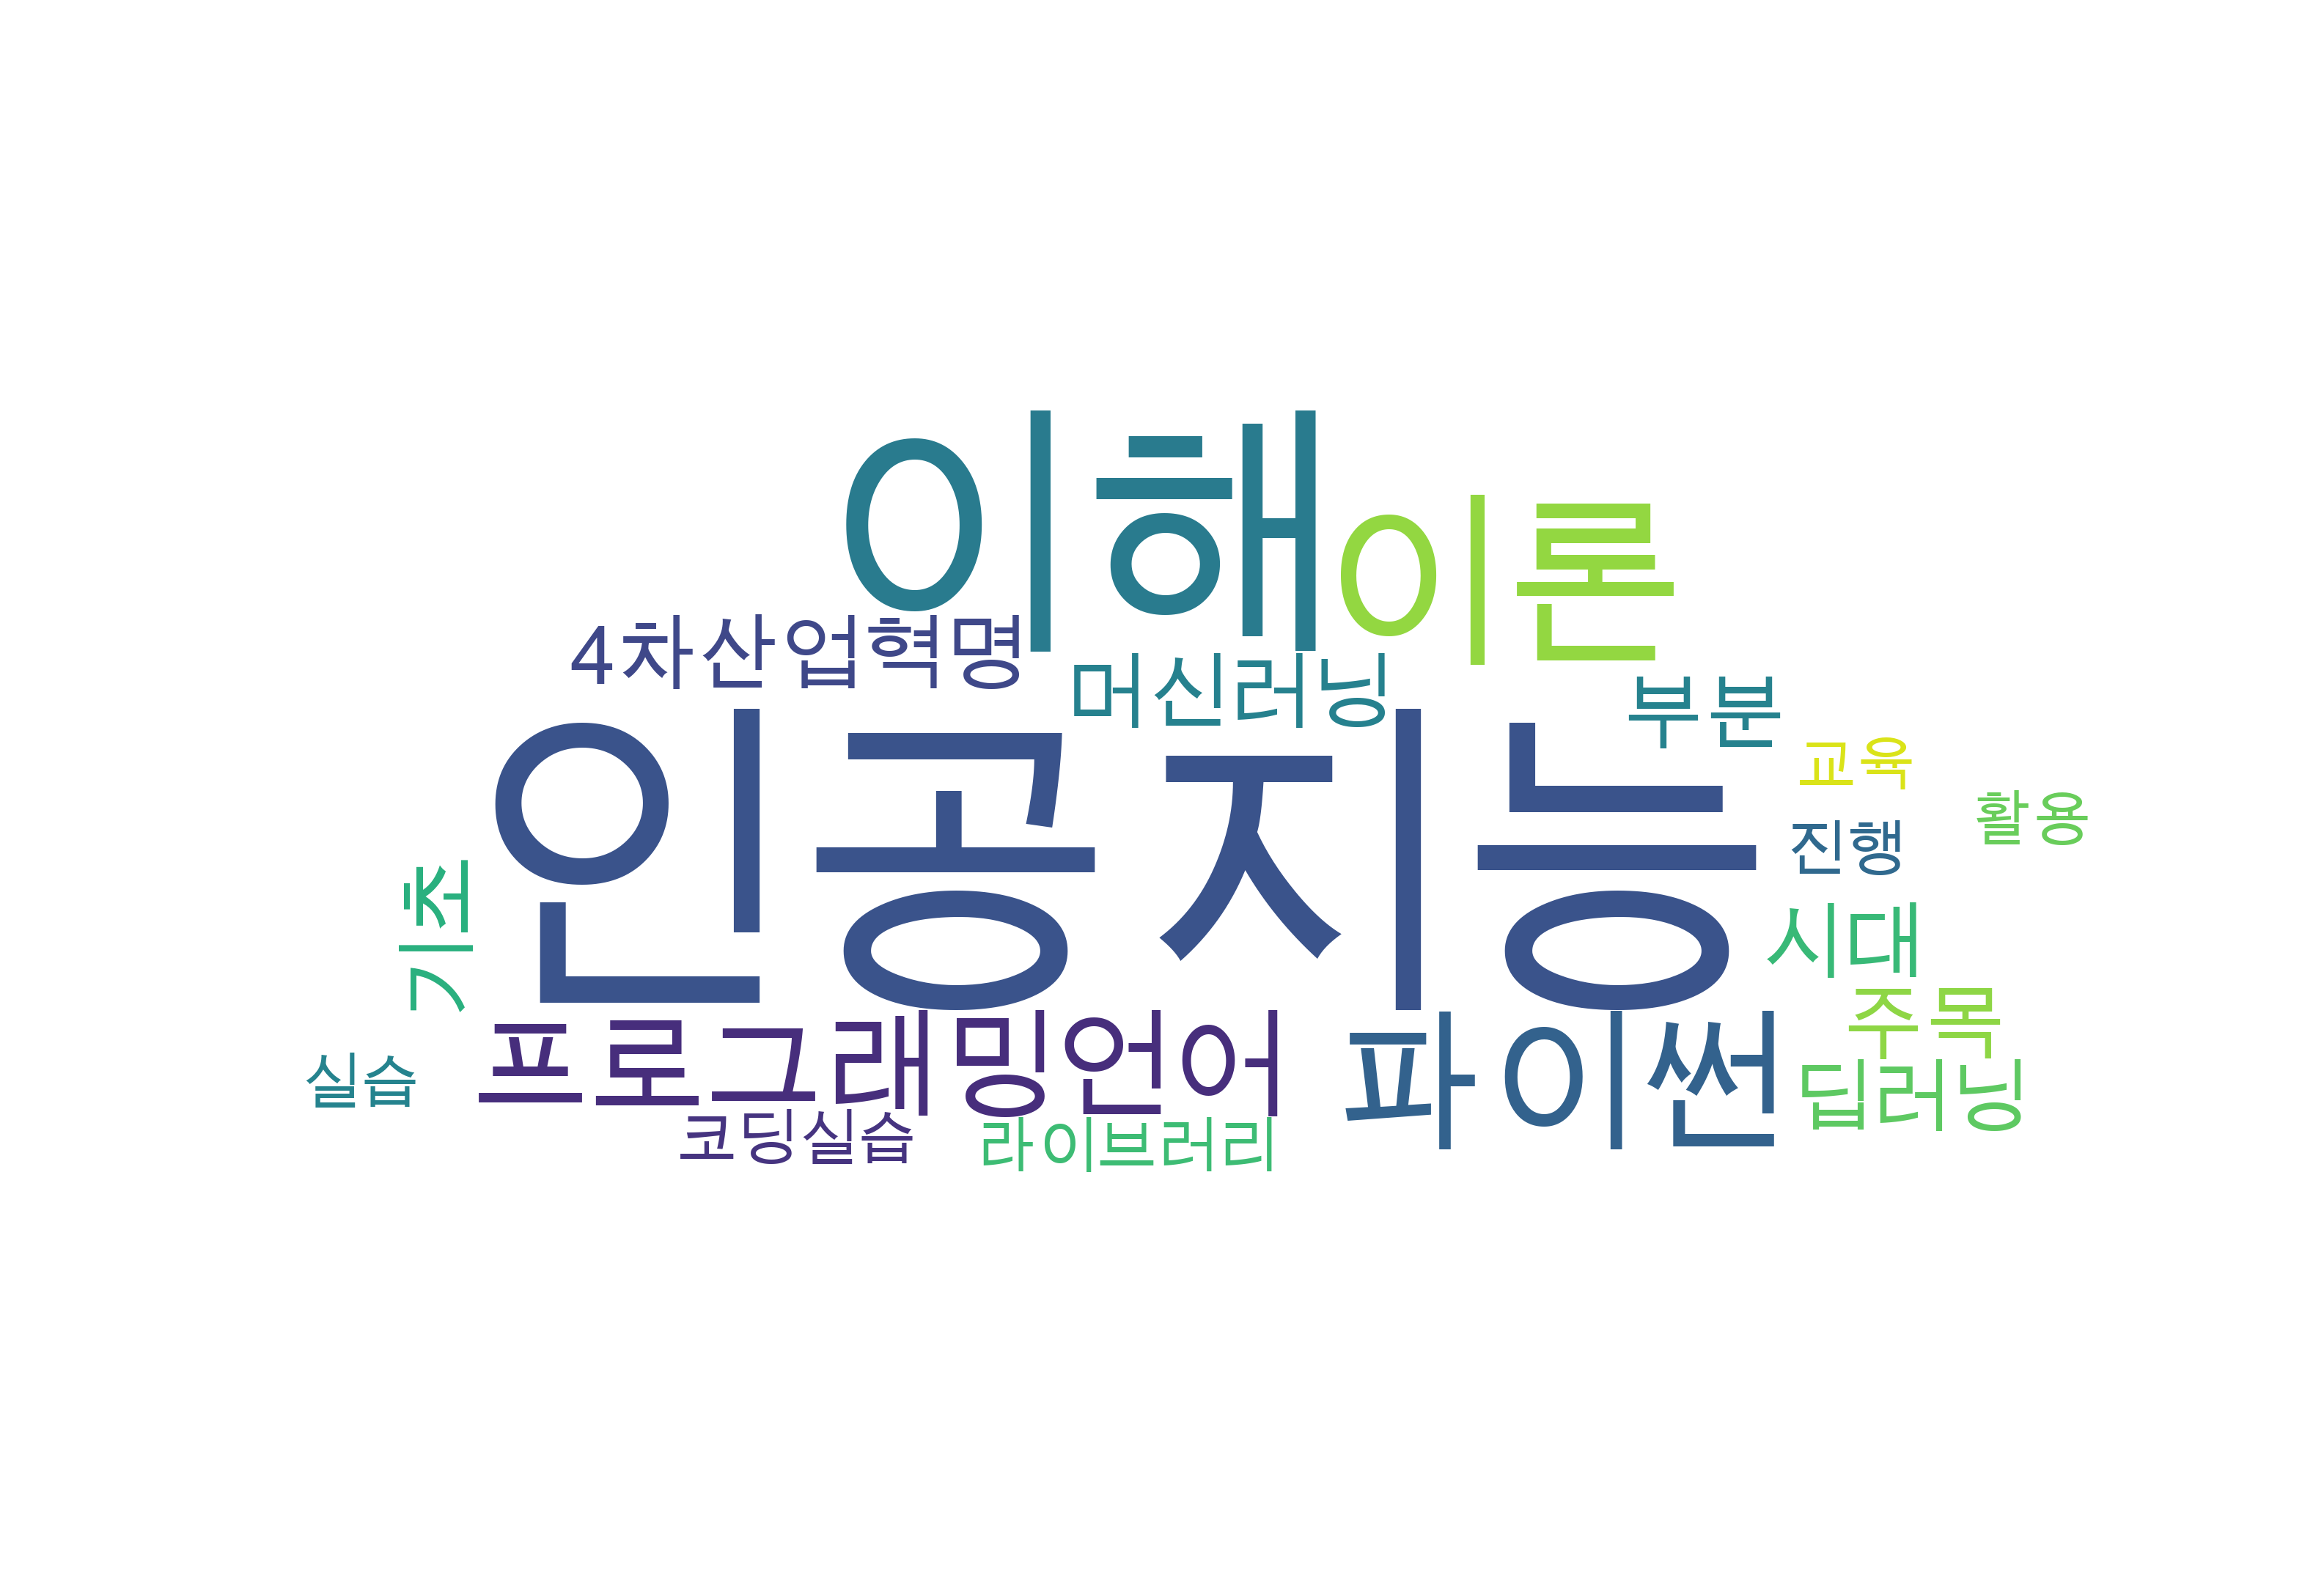 이해
이론
4차산업혁명
머신러닝
부분
교육
인공지능
활용
진행
기초
시대
주목
프로그래밍언어
파이썬
실습
딥러닝
코딩실습
라이브러리